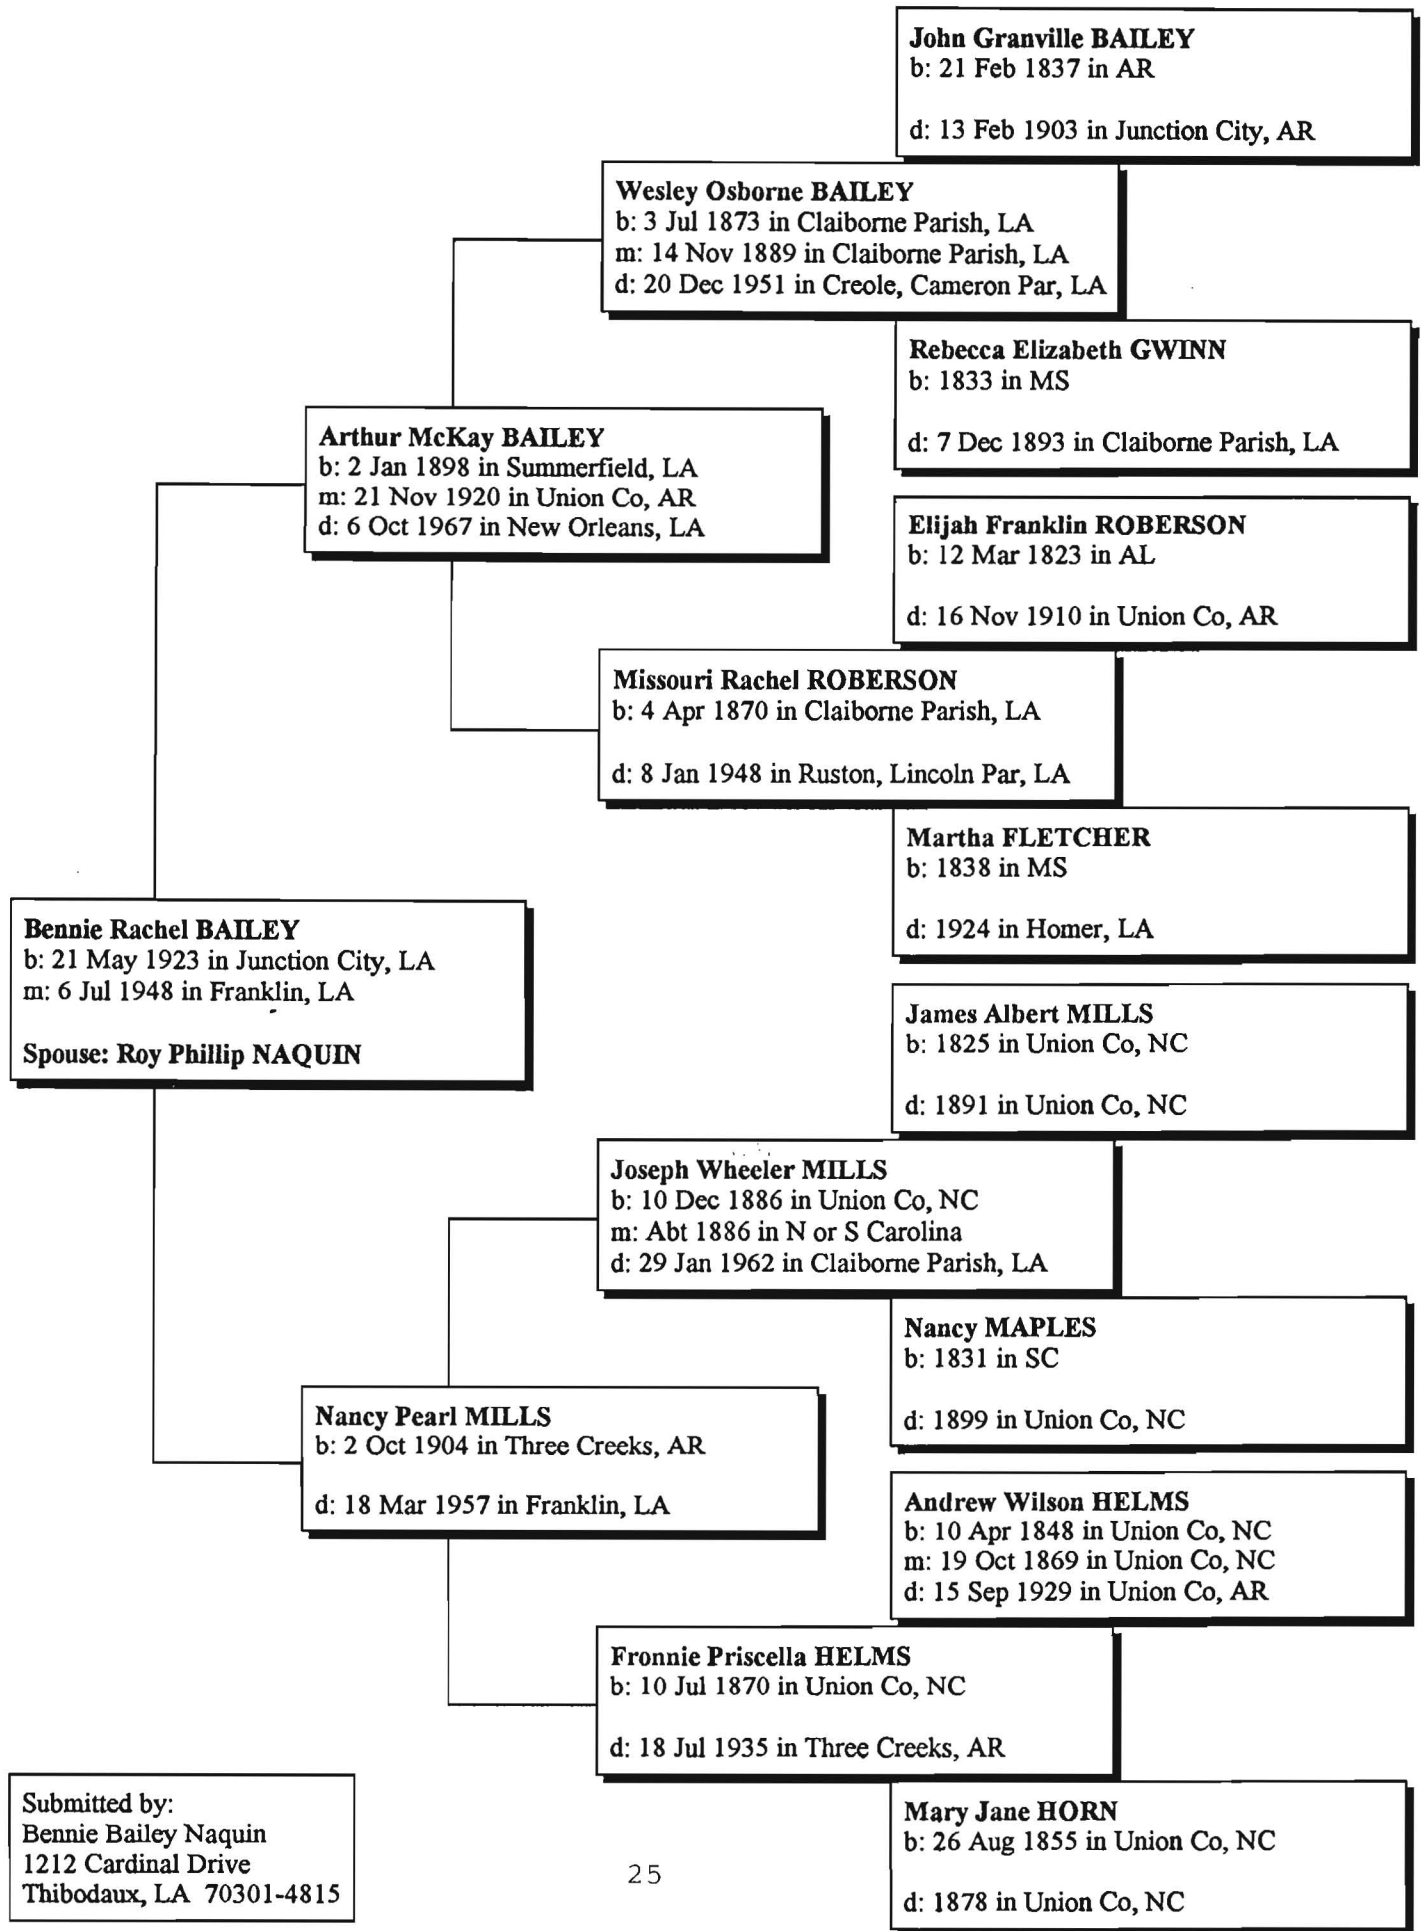 John Granville BAILEY
b: 21 Feb 1837 in AR
d: 13 Feb 1903 in Junction City, AR
Wesley Osborne BAILEY
b: 3 Jul 1873 in Claiborne Parish, LA
m: 14 Nov 1889 in Claiborne Parish, LA
d: 20 Dec 1951 in Creole, Cameron Par, LA
Rebecca Elizabeth GWINN
b: 1833 in MS
d: 7 Dec 1893 in Claiborne Parish, LA
Arthur McKay BAILEY
b: 2 Jan 1898 in Summerfield, LA
m: 21 Nov 1920 in Union Co, AR
d: 6 Oct 1967 in New Orleans, LA
Elijah Franklin ROBERSON
b: 12 Mar 1823 in AL
d: 16 Nov 1910 in Union Co, AR
Missouri Rachel ROBERSON
b: 4 Apr 1870 in Claiborne Parish, LA
d: 8 Jan 1948 in Ruston, Lincoln Par, LA
Martha FLETCHER
b: 1838 in MS
d: 1924 in Homer, LA
Bennie Rachel BAILEY
b: 21 May 1923 in Junction City, LA
m: 6 Jul 1948 in Franklin, LA
Spouse: Roy Phillip NAQUIN
James Albert MILLS
b: 1825 in Union Co, NC
d: 1891 in Union Co, NC
Joseph Wheeler MILLS
b: 10 Dec 1886 in Union Co, NC
m: Abt 1886 in N or S Carolina
d: 29 Jan 1962 in Claiborne Parish, LA
Nancy MAPLES
b: 1831 in SC
d: 1899 in Union Co, NC
Nancy Pearl MILLS
b: 2 Oct 1904 in Three Creeks, AR
d: 18 Mar 1957 in Franklin, LA
Andrew Wilson HELMS
b: 10 Apr 1848 in Union Co, NC
m: 19 Oct 1869 in Union Co, NC
d: 15 Sep 1929 in Union Co, AR
Fronnie Priscella HELMS
b: 10 Jul 1870 in Union Co, NC
d: 18 Jul 1935 in Three Creeks, AR
Mary Jane HORN
b: 26 Aug 1855 in Union Co, NC
d: 1878 in Union Co, NC
Submitted by:
Bennie Bailey Naquin
1212 Cardinal Drive
Thibodaux, LA 70301-4815
25